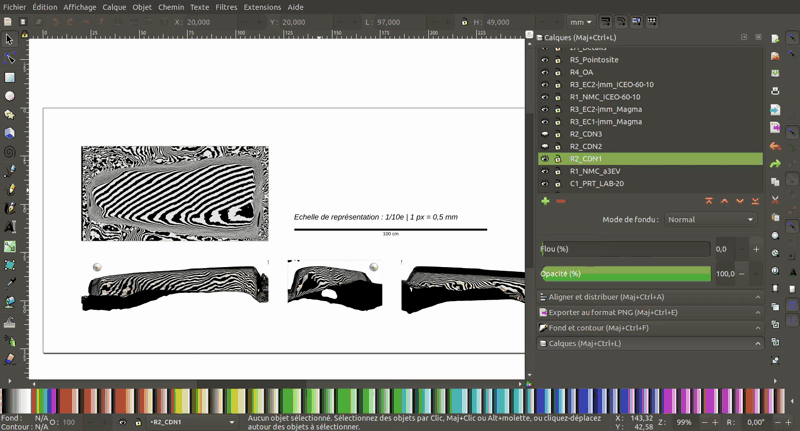 Fichier Édition Affichage Calque Objet Chemin Texte Filtres Extensions Aide
X : 20,000 Y : 20,000 L : 97,000 H : 49,000 mm
Calques (Maj+Ctrl+L)
R5_Pointosite
R4_OA
R3_EC2-|mm_ICEO-60-10
R1_NMC_ICEO-60-10
R3_EC2-|mm_Magma
R3_EC1-|mm_Magma
R2_CDN3
R2_CDN2
R2_CDN1
R1_NMC_a3EV
C1_PRT_LAB-20
Mode de fondu : Normal
Flou (%) 0,0
Opacité (%) 100,0
Aligner et distribuer (Maj+Ctrl+A)
Exporter au format PNG (Maj+Ctrl+E)
Fond et contour (Maj+Ctrl+F)
Calques (Maj+Ctrl+L)
Echelle de représentation : 1/10e | 1 px = 0,5 mm
100 cm
Fond : N/A
Contour : N/A
O : 100
•R2_CDN1
Aucun objet sélectionné. Sélectionnez des objets par Clic, Maj+Clic ou Alt+molette, ou cliquez-déplacez
autour des objets à sélectionner.
X : 143,32
Y : 42,58
Z : 99%
R : 0,00°